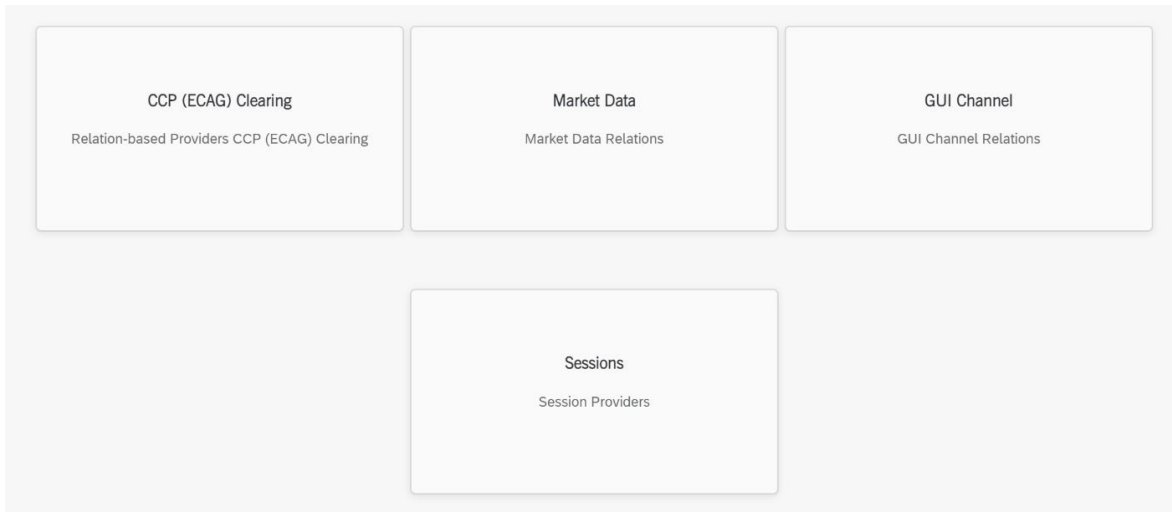 CCP (ECAG) Clearing
Relation-based Providers CCP (ECAG) Clearing
Market Data
Market Data Relations
GUI Channel
GUI Channel Relations
Sessions
Session Providers